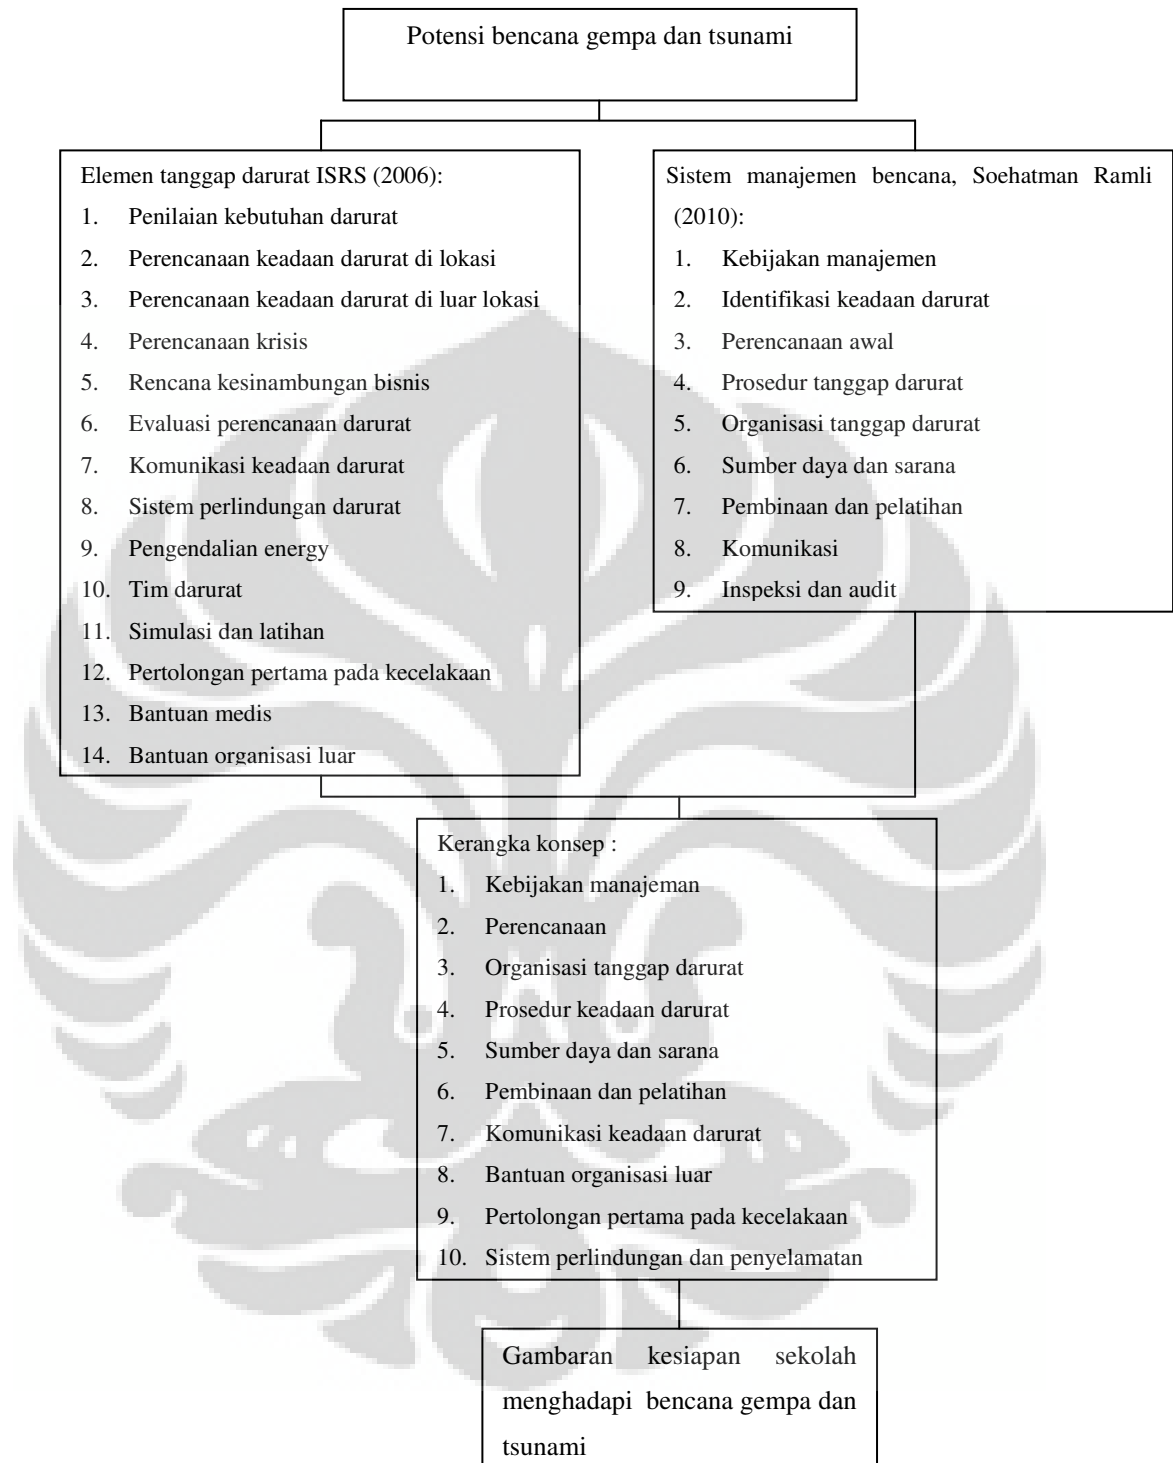 Potensi bencana gempa dan tsunami
Elemen tanggap darurat ISRS (2006):
1. Penilaian kebutuhan darurat
2. Perencanaan keadaan darurat di lokasi
3. Perencanaan keadaan darurat di luar lokasi
4. Perencanaan krisis
5. Rencana kesinambungan bisnis
6. Evaluasi perencanaan darurat
7. Komunikasi keadaan darurat
8. Sistem perlindungan darurat
9. Pengendalian energy
10. Tim darurat
11. Simulasi dan latihan
12. Pertolongan pertama pada kecelakaan
13. Bantuan medis
14. Bantuan organisasi luar
Sistem manajemen bencana, Soehatman Ramli
(2010):
1. Kebijakan manajemen
2. Identifikasi keadaan darurat
3. Perencanaan awal
4. Prosedur tanggap darurat
5. Organisasi tanggap darurat
6. Sumber daya dan sarana
7. Pembinaan dan pelatihan
8. Komunikasi
9. Inspeksi dan audit
Kerangka konsep :
1. Kebijakan manajeman
2. Perencanaan
3. Organisasi tanggap darurat
4. Prosedur keadaan darurat
5. Sumber daya dan sarana
6. Pembinaan dan pelatihan
7. Komunikasi keadaan darurat
8. Bantuan organisasi luar
9. Pertolongan pertama pada kecelakaan
10. Sistem perlindungan dan penyelamatan
Gambaran kesiapan sekolah
menghadapi bencana gempa dan
tsunami